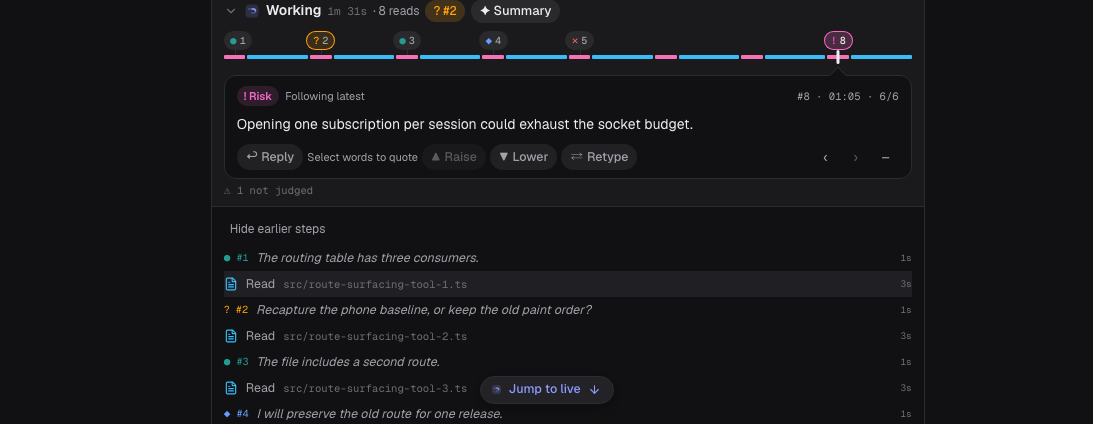 Working 1m 31s · 8 reads ? #2 ✦ Summary
● 1 ? 2 ● 3 ◆ 4 × 5 ! 8
! Risk Following latest #8 · 01:05 · 6/6
Opening one subscription per session could exhaust the socket budget.
↩ Reply Select words to quote ▲ Raise ▼ Lower ⇄ Retype ‹ › –
⚠ 1 not judged
Hide earlier steps
● #1 The routing table has three consumers. 1s
Read src/route-surfacing-tool-1.ts 3s
? #2 Recapture the phone baseline, or keep the old paint order? 1s
Read src/route-surfacing-tool-2.ts 3s
● #3 The file includes a second route. 1s
Read src/route-surfacing-tool-3.ts 3s
Jump to live ↓
◆ #4 I will preserve the old route for one release. 1s